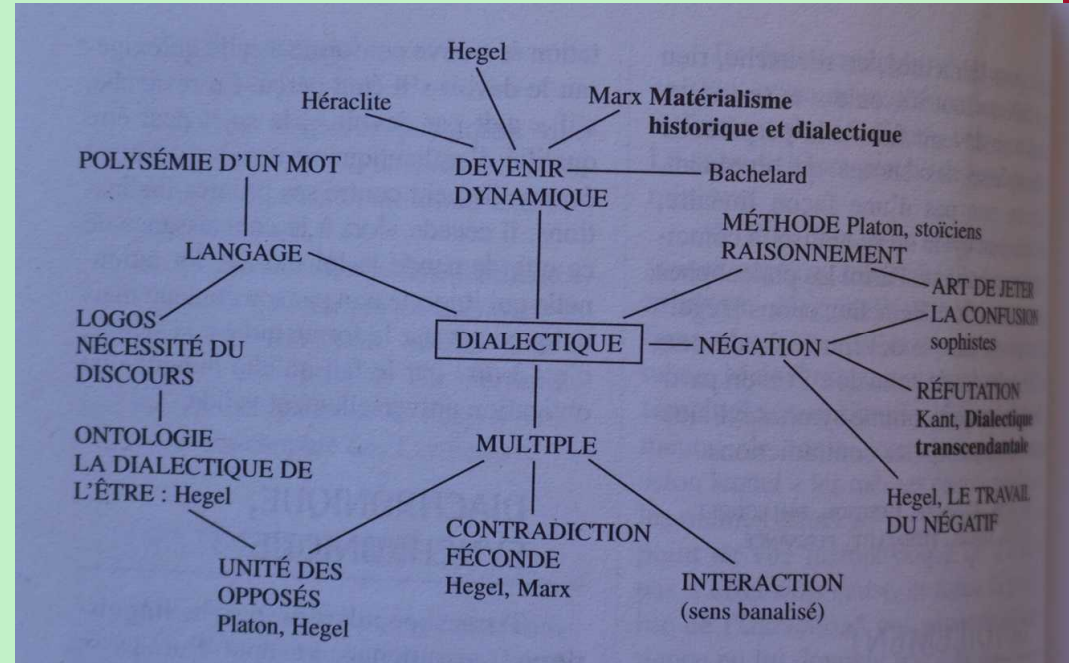 Hegel
Héraclite
Marx Matérialisme
historique et dialectique
POLYSÉMIE D'UN MOT
DEVENIR
DYNAMIQUE
Bachelard
MÉTHODE Platon, stoïciens
RAISONNEMENT
LANGAGE
ART DE JETER
LA CONFUSION
sophistes
LOGOS
NÉCESSITÉ DU
DISCOURS
DIALECTIQUE
NÉGATION
RÉFUTATION
Kant, Dialectique
transcendantale
ONTOLOGIE
LA DIALECTIQUE DE
L'ÊTRE : Hegel
MULTIPLE
Hegel, LE TRAVAIL
DU NÉGATIF
UNITÉ DES
OPPOSÉS
Platon, Hegel
CONTRADICTION
FÉCONDE
Hegel, Marx
INTERACTION
(sens banalisé)